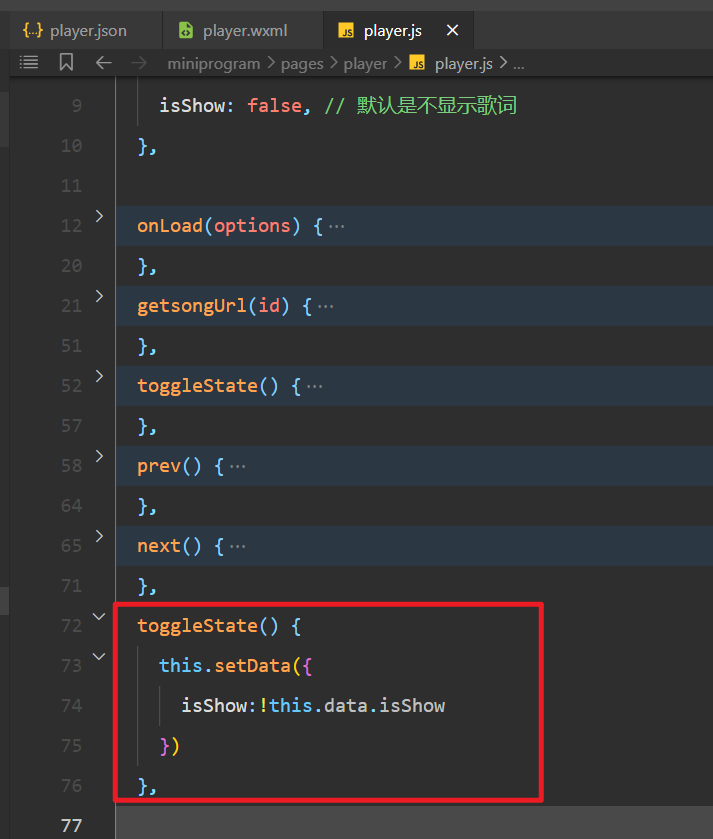 player.json player.wxml JS player.js
miniprogram > pages > player > JS player.js > ...
9 isShow: false, // 默认是不显示歌词
10 },
11
12 onLoad(options) {…
20 },
21 getsongUrl(id) {…
51 },
52 toggleState() {…
57 },
58 prev() {…
64 },
65 next() {…
71 },
72 toggleState() {
73 this.setData({
74 isShow:!this.data.isShow
75 })
76 },
77